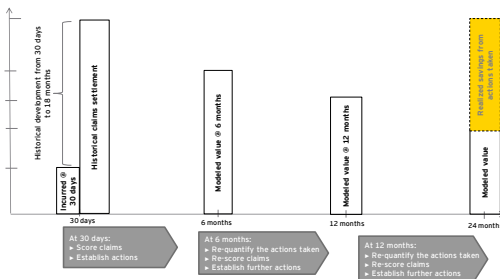 Historical development from 30 days
to 18 months
Incurred @
30 days
Historical claims settlement
Modeled value @ 6 months
Modeled value @ 12 months
Realized savings from
actions taken
Modeled value
30 days
6 months
12 months
24 months
At 30 days:
▸ Score claims
▸ Establish actions
At 6 months:
▸ Re-quantify the actions taken
▸ Re-score claims
▸ Establish further actions
At 12 months:
▸ Re-quantify the actions taken
▸ Re-score claims
▸ Establish further actions